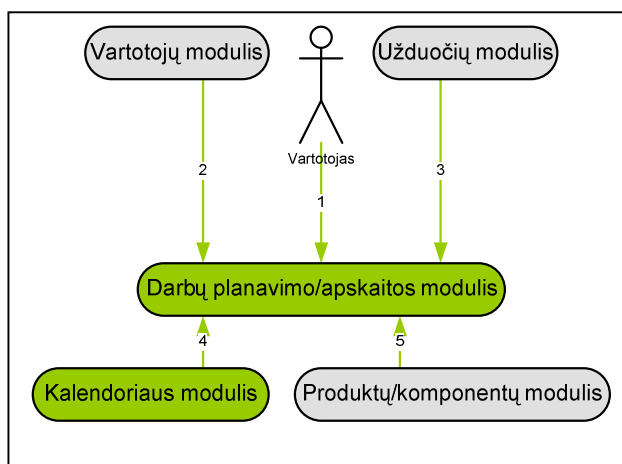 Vartotojų modulis
Užduočių modulis
Vartotojas
2
3
1
Darbų planavimo/apskaitos modulis
4
5
Kalendoriaus modulis
Produktų/komponentų modulis